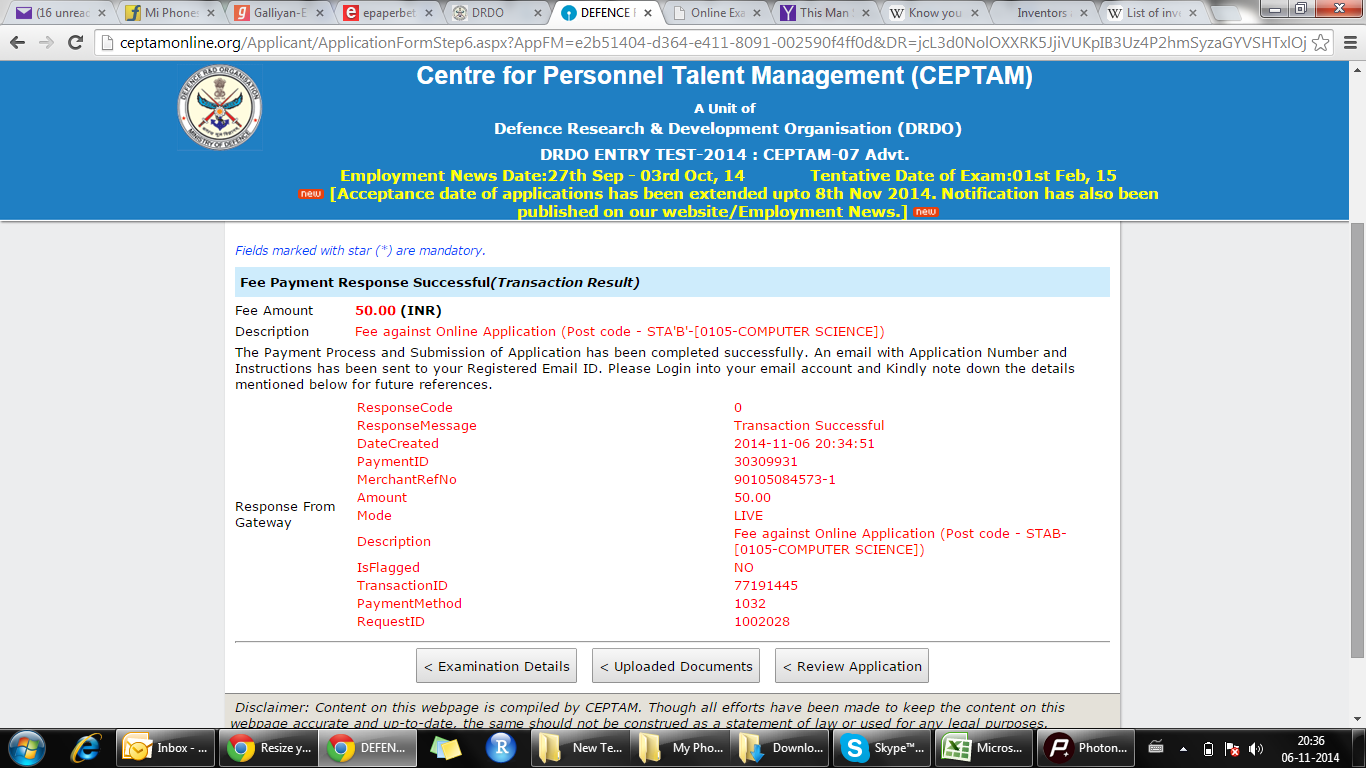 (16 unreac
Mi Phones
Galliyan-E
epaperbet
DRDO
DEFENCE R
Online Exa
This Man
Know you
Inventors
List of inve
ceptamonline.org/Applicant/ApplicationFormStep6.aspx?AppFM=e2b51404-d364-e411-8091-002590f4ff0d&DR=jcL3d0NolOXXRK5JjiVUKpIB3Uz4P2hmSyzaGYVSHTxlOj
Centre for Personnel Talent Management (CEPTAM)
A Unit of
Defence Research & Development Organisation (DRDO)
DRDO ENTRY TEST-2014 : CEPTAM-07 Advt.
Employment News Date:27th Sep - 03rd Oct, 14 Tentative Date of Exam:01st Feb, 15
new [Acceptance date of applications has been extended upto 8th Nov 2014. Notification has also been
published on our website/Employment News.] new
Fields marked with star (*) are mandatory.
Fee Payment Response Successful(Transaction Result)
Fee Amount 50.00 (INR)
Description Fee against Online Application (Post code - STA'B'-[0105-COMPUTER SCIENCE])
The Payment Process and Submission of Application has been completed successfully. An email with Application Number and
Instructions has been sent to your Registered Email ID. Please Login into your email account and Kindly note down the details
mentioned below for future references.
Response From
Gateway
ResponseCode 0
ResponseMessage Transaction Successful
DateCreated 2014-11-06 20:34:51
PaymentID 30309931
MerchantRefNo 90105084573-1
Amount 50.00
Mode LIVE
Description Fee against Online Application (Post code - STAB-
[0105-COMPUTER SCIENCE])
IsFlagged NO
TransactionID 77191445
PaymentMethod 1032
RequestID 1002028
< Examination Details
< Uploaded Documents
< Review Application
Disclaimer: Content on this webpage is compiled by CEPTAM. Though all efforts have been made to keep the content on this
webpage accurate and up-to-date, the same should not be construed as a statement of law or used for any legal purposes.
Inbox - ...
Resize y...
DEFEN...
New Te...
My Pho...
Downlo...
Skype™...
Micros...
Photon...
20:36
06-11-2014